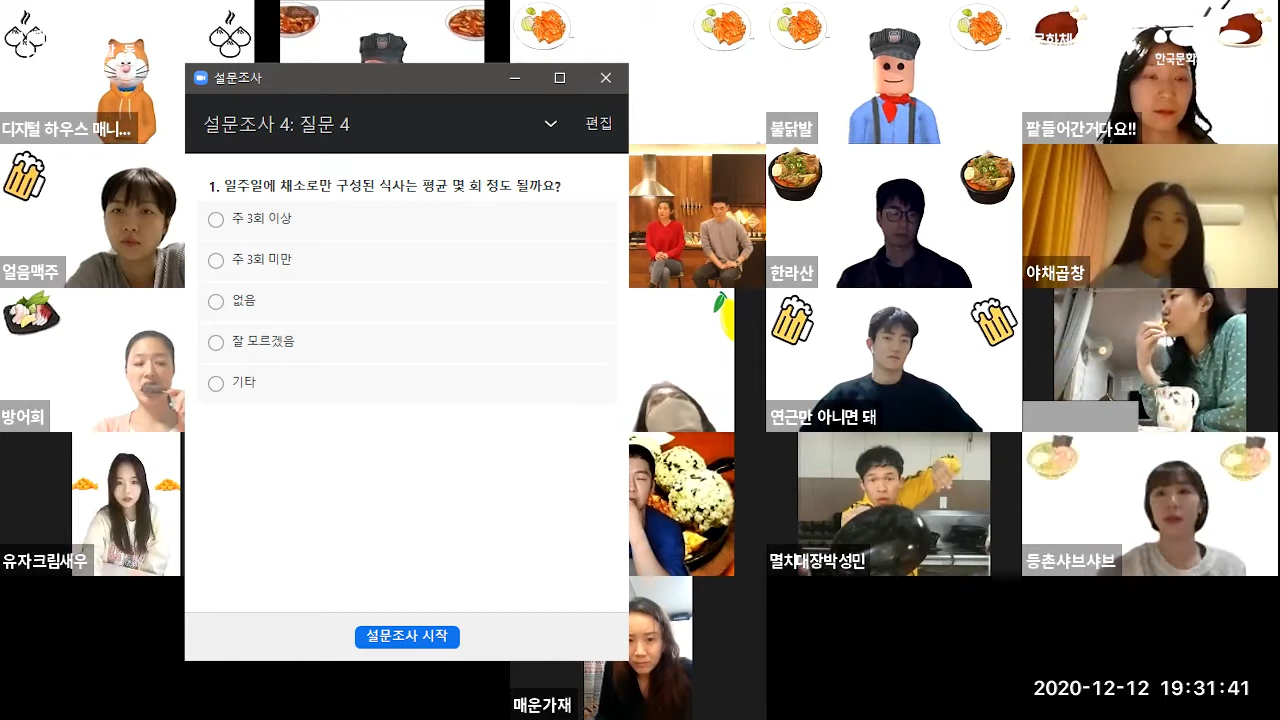 설문조사
설문조사 4: 질문 4
편집
1. 일주일에 채소로만 구성된 식사는 평균 몇 회 정도 될까요?
주 3회 이상
주 3회 미만
없음
잘 모르겠음
기타
설문조사 시작
디지털 하우스 매니...
불닭발
팥들어간거다요!!
얼음맥주
한라산
야채곱창
방어회
연근만 아니면 돼
유자크림새우
멸치대장박성민
등촌샤브샤브
매운가재
2020-12-12 19:31:41